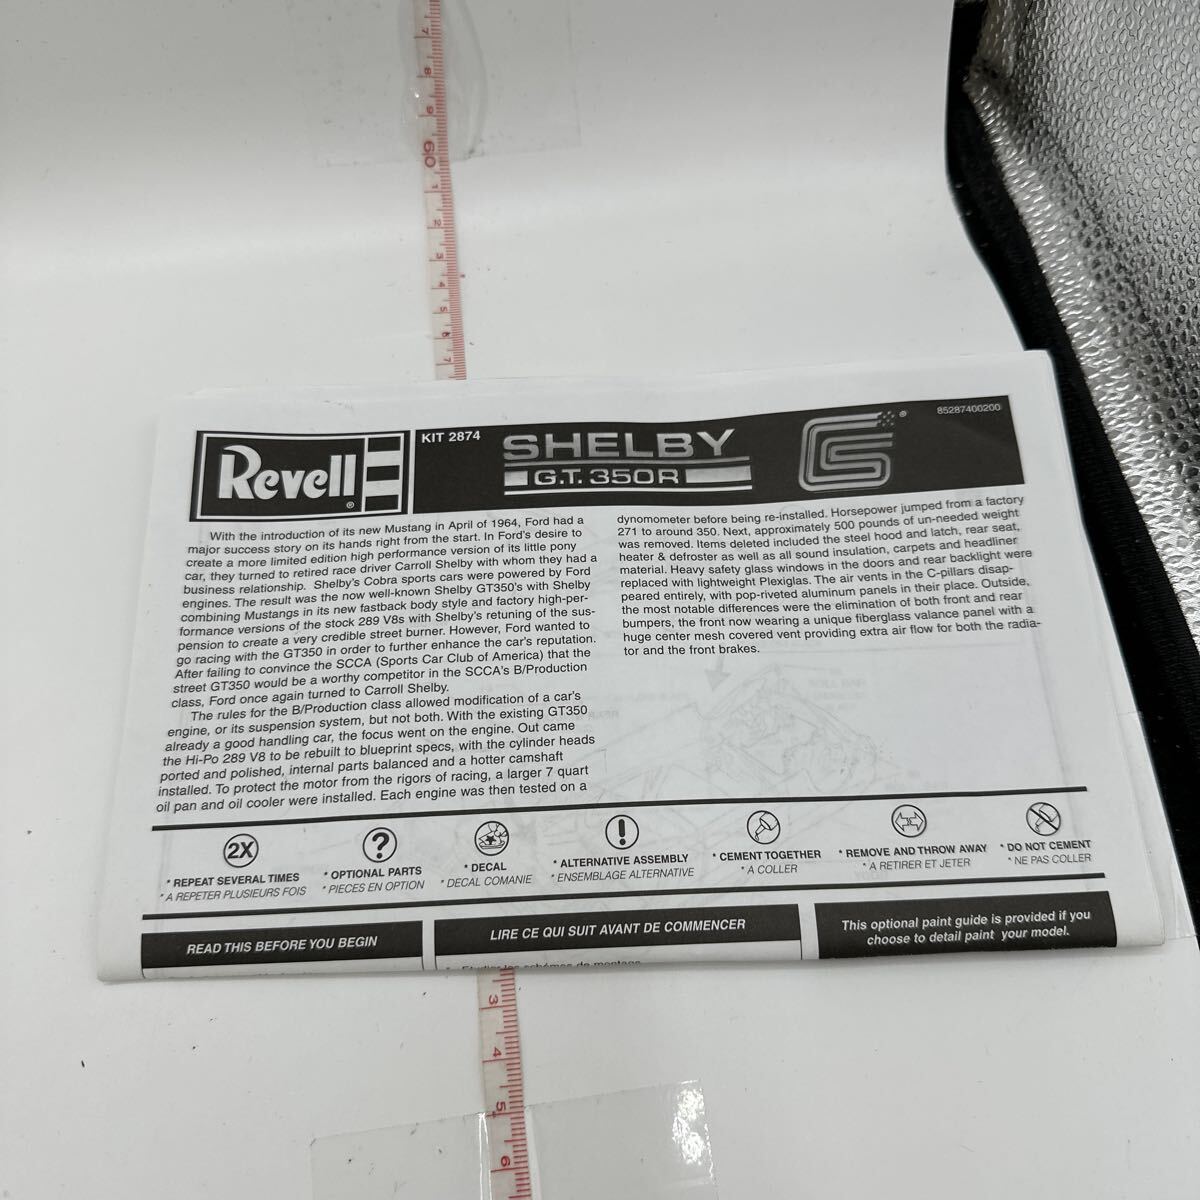 7
8
9
60
1
2
3
4
5
6
7
Revell®
KIT 2874
SHELBY
G.T. 350R
CS®
85287400200
With the introduction of its new Mustang in April of 1964, Ford had a
major success story on its hands right from the start. In Ford's desire to
create a more limited edition high performance version of its little pony
car, they turned to retired race driver Carroll Shelby with whom they had a
business relationship. Shelby's Cobra sports cars were powered by Ford
engines. The result was the now well-known Shelby GT350's with Shelby
combining Mustangs in its new fastback body style and factory high-per-
formance versions of the stock 289 V8s with Shelby's retuning of the sus-
pension to create a very credible street burner. However, Ford wanted to
go racing with the GT350 in order to further enhance the car's reputation.
After failing to convince the SCCA (Sports Car Club of America) that the
street GT350 would be a worthy competitor in the SCCA's B/Production
class, Ford once again turned to Carroll Shelby.
The rules for the B/Production class allowed modification of a car's
engine, or its suspension system, but not both. With the existing GT350
already a good handling car, the focus went on the engine. Out came
the Hi-Po 289 V8 to be rebuilt to blueprint specs, with the cylinder heads
ported and polished, internal parts balanced and a hotter camshaft
installed. To protect the motor from the rigors of racing, a larger 7 quart
oil pan and oil cooler were installed. Each engine was then tested on a
dynomometer before being re-installed. Horsepower jumped from a factory
271 to around 350. Next, approximately 500 pounds of un-needed weight
was removed. Items deleted included the steel hood and latch, rear seat,
heater & defroster as well as all sound insulation, carpets and headliner
material. Heavy safety glass windows in the doors and rear backlight were
replaced with lightweight Plexiglas. The air vents in the C-pillars disap-
peared entirely, with pop-riveted aluminum panels in their place. Outside,
the most notable differences were the elimination of both front and rear
bumpers, the front now wearing a unique fiberglass valance panel with a
huge center mesh covered vent providing extra air flow for both the radia-
tor and the front brakes.
2X
* REPEAT SEVERAL TIMES
* A REPETER PLUSIEURS FOIS
?
* OPTIONAL PARTS
* PIECES EN OPTION
* DECAL
* DECAL COMANIE
!
* ALTERNATIVE ASSEMBLY
* ENSEMBLAGE ALTERNATIVE
* CEMENT TOGETHER
* A COLLER
* REMOVE AND THROW AWAY
* A RETIRER ET JETER
* DO NOT CEMENT
* NE PAS COLLER
READ THIS BEFORE YOU BEGIN
LIRE CE QUI SUIT AVANT DE COMMENCER
This optional paint guide is provided if you
choose to detail paint your model.
* Etudier les schémas de montage
3
4
5
6